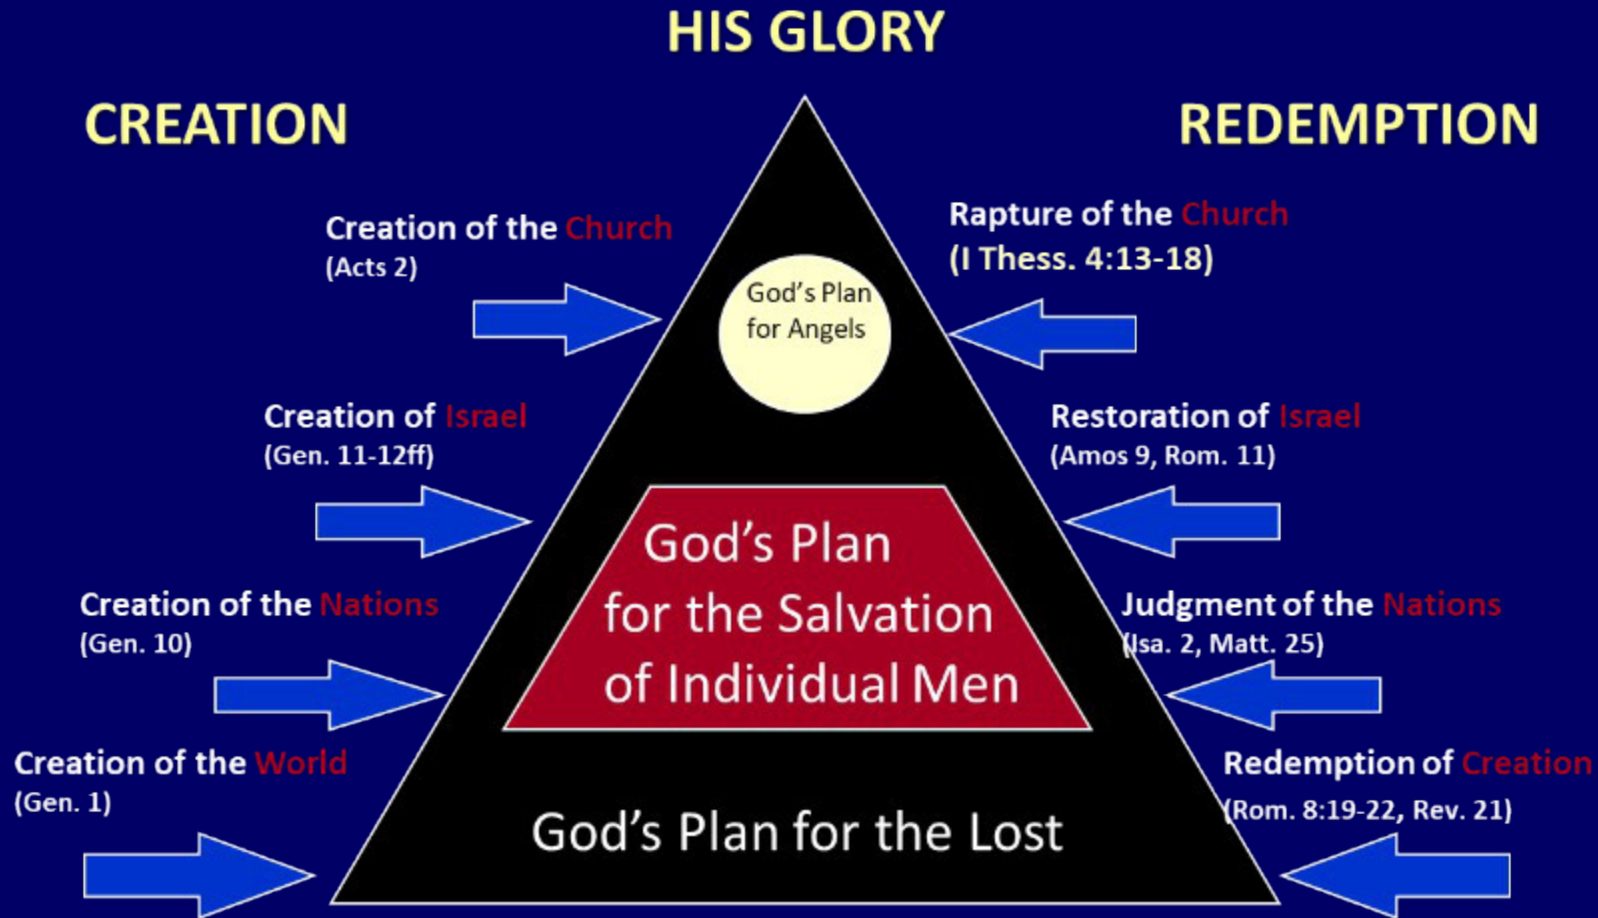 HIS GLORY
CREATION
REDEMPTION
Creation of the Church
(Acts 2)
Rapture of the Church
(I Thess. 4:13-18)
God's Plan
for Angels
Creation of Israel
(Gen. 11-12ff)
Restoration of Israel
(Amos 9, Rom. 11)
God's Plan
for the Salvation
of Individual Men
Creation of the Nations
(Gen. 10)
Judgment of the Nations
(Isa. 2, Matt. 25)
Creation of the World
(Gen. 1)
Redemption of Creation
(Rom. 8:19-22, Rev. 21)
God's Plan for the Lost